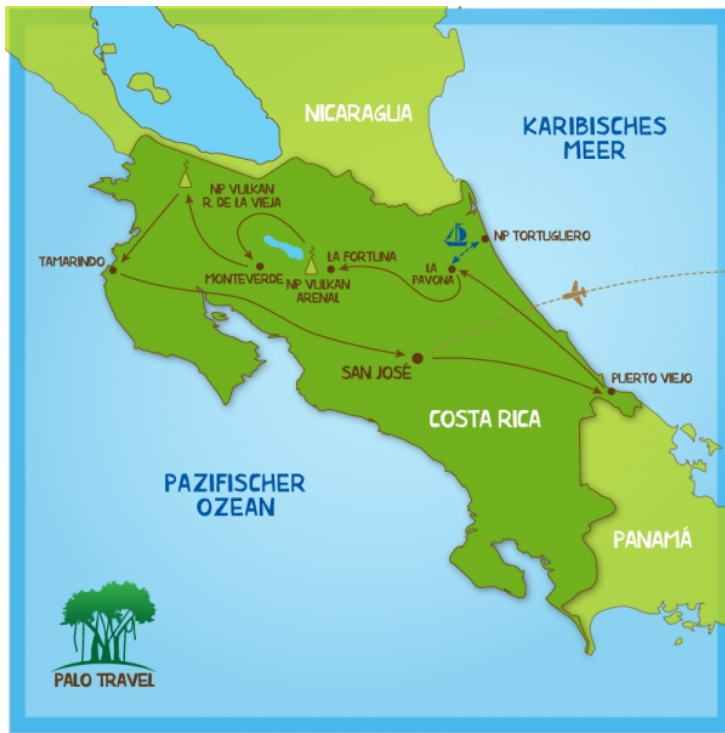 NICARAGUA
KARIBISCHES
MEER
NP VULKAN
R. DE LA VIEJA
NP TORTUGUERO
TAMARINDO
MONTEVERDE
LA FORTUNA
NP VULKAN
ARENAL
LA
PAVONA
SAN JOSÉ
PUERTO VIEJO
COSTA RICA
PAZIFISCHER
OZEAN
PANAMÁ
PALO TRAVEL